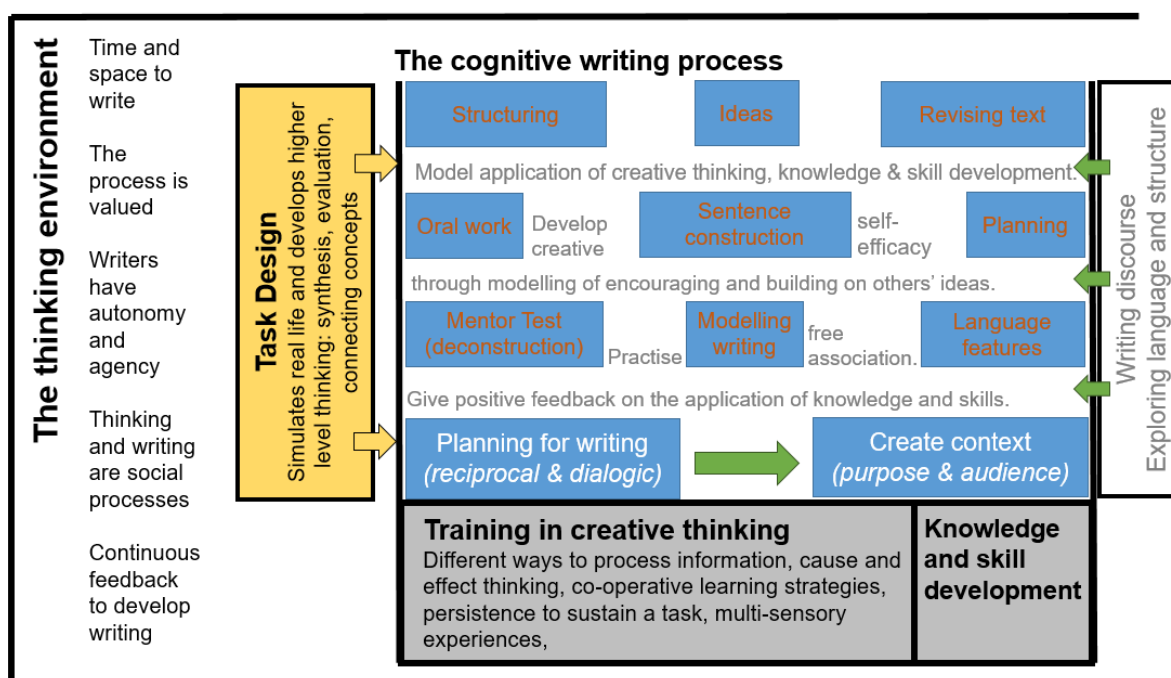 The thinking environment
Time and
space to
write
The
process is
valued
Writers
have
autonomy
and
agency
Thinking
and writing
are social
processes
Continuous
feedback
to develop
writing
Task Design
Simulates real life and develops higher
level thinking: synthesis, evaluation,
connecting concepts
The cognitive writing process
Structuring
Ideas
Revising text
Model application of creative thinking, knowledge & skill development.
Oral work
Develop
creative
Sentence
construction
self-
efficacy
Planning
through modelling of encouraging and building on others' ideas.
Mentor Test
(deconstruction)
Practise
Modelling
writing
free
association.
Language
features
Give positive feedback on the application of knowledge and skills.
Planning for writing
(reciprocal & dialogic)
Create context
(purpose & audience)
Training in creative thinking
Different ways to process information, cause and
effect thinking, co-operative learning strategies,
persistence to sustain a task, multi-sensory
experiences,
Knowledge
and skill
development
Writing discourse
Exploring language and structure